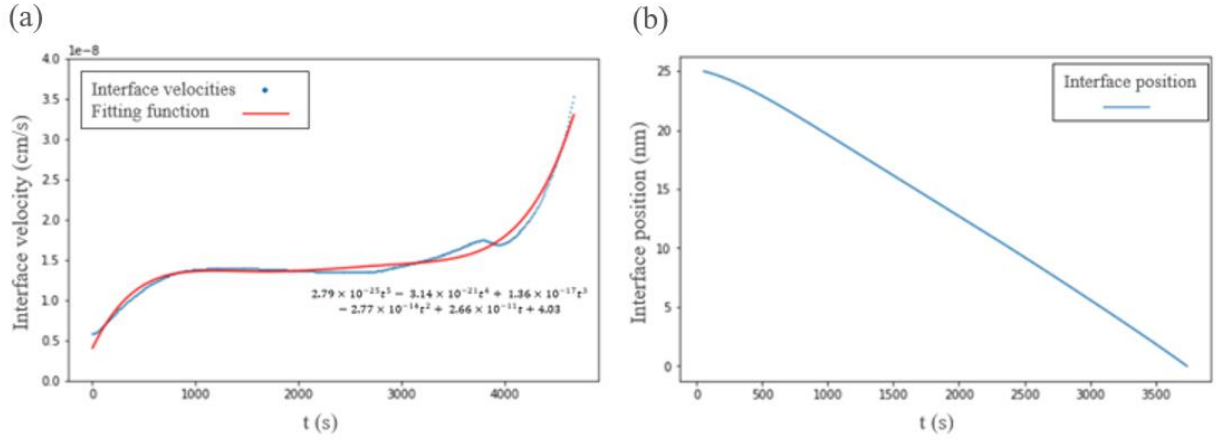 (a)
1e−8
4.0
3.5
3.0
2.5
2.0
1.5
1.0
0.5
0.0
Interface velocity (cm/s)
Interface velocities
Fitting function
2.79 × 10⁻²⁵t⁵ − 3.14 × 10⁻²¹t⁴ + 1.36 × 10⁻¹⁷t³
− 2.77 × 10⁻¹⁴t² + 2.66 × 10⁻¹¹t + 4.03
0 1000 2000 3000 4000
t (s)
(b)
25
20
15
10
5
0
Interface position (nm)
Interface position
0 500 1000 1500 2000 2500 3000 3500
t (s)